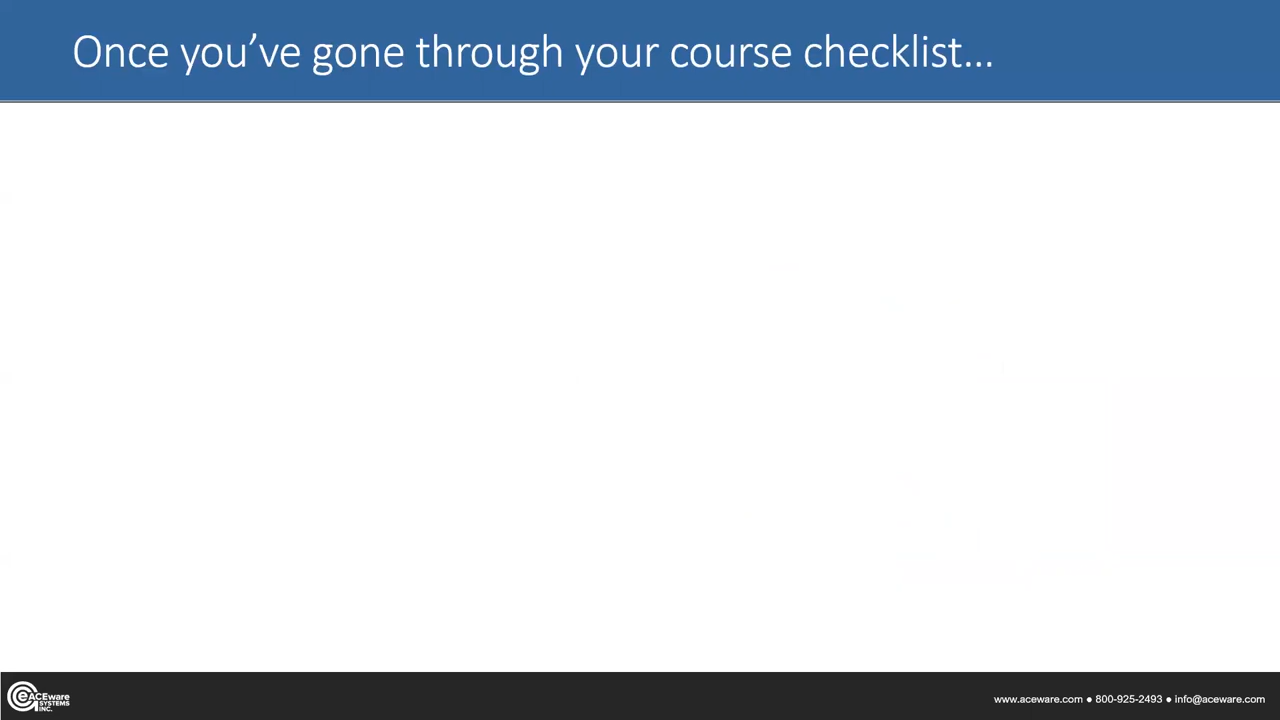 Once you’ve gone through your course checklist…
ACEware
SYSTEMS
INC.
www.aceware.com ● 800-925-2493 ● info@aceware.com